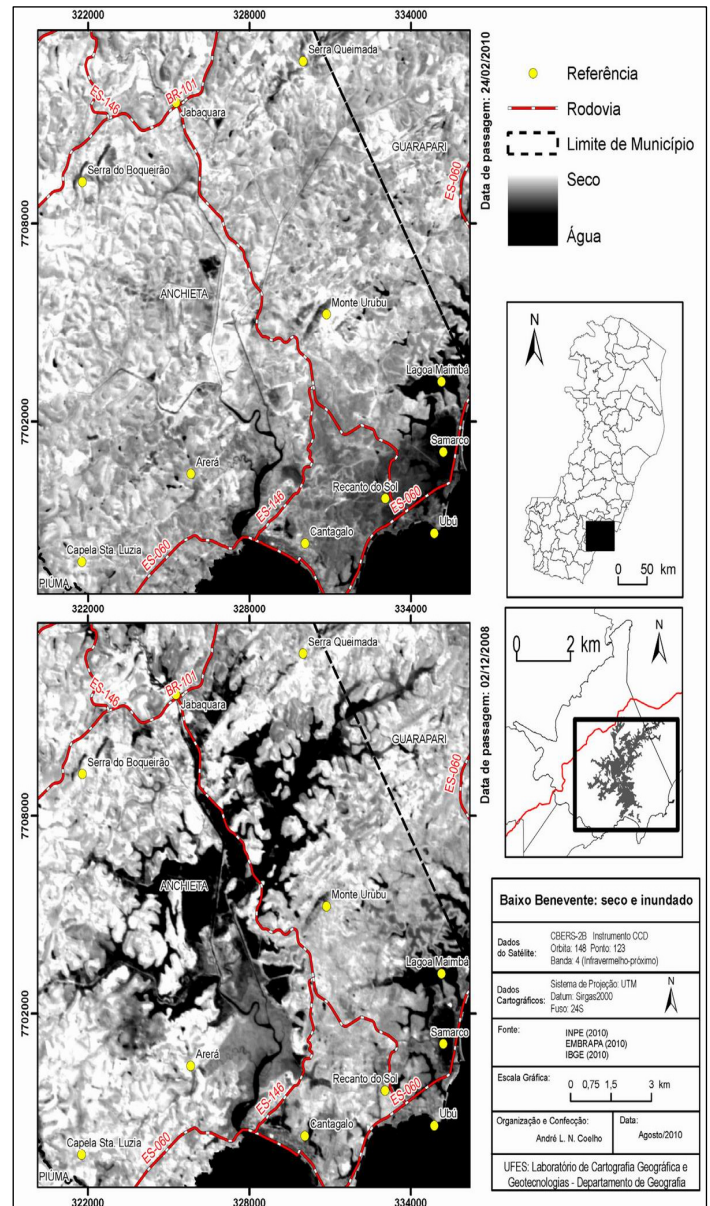 322000 328000 334000
Serra Queimada
ES-146
BR-101
Jabaquara
GUARAPARI
ES-060
Serra do Boqueirão
7708000
ANCHIETA
Monte Urubu
Lagoa Maimbá
7702000
Samarco
Arerá
Recanto do Sol
ES-060
Ubú
ES-146
Cantagalo
Capela Sta. Luzia
ES-060
PIÚMA
322000 328000 334000
Data de passagem: 24/02/2010
Serra Queimada
ES-146
BR-101
Jabaquara
GUARAPARI
ES-060
Serra do Boqueirão
7708000
ANCHIETA
Monte Urubu
Lagoa Maimbá
7702000
Samarco
Arerá
Recanto do Sol
ES-060
Ubú
ES-146
Cantagalo
Capela Sta. Luzia
ES-060
PIÚMA
322000 328000 334000
Data de passagem: 02/12/2008
Referência
Rodovia
Limite de Município
Seco
Água
N
0 50 km
0 2 km
N
Baixo Benevente: seco e inundado
Dados do Satélite:
CBERS-2B Instrumento CCD
Orbita: 148 Ponto: 123
Banda: 4 (Infravermelho-próximo)
Dados Cartográficos:
Sistema de Projeção: UTM
Datum: Sirgas2000
Fuso: 24S
N
Fonte:
INPE (2010)
EMBRAPA (2010)
IBGE (2010)
Escala Gráfica:
0 0,75 1,5 3 km
Organização e Confecção:
André L. N. Coelho
Data:
Agosto/2010
UFES: Laboratório de Cartografia Geográfica e
Geotecnologias - Departamento de Geografia